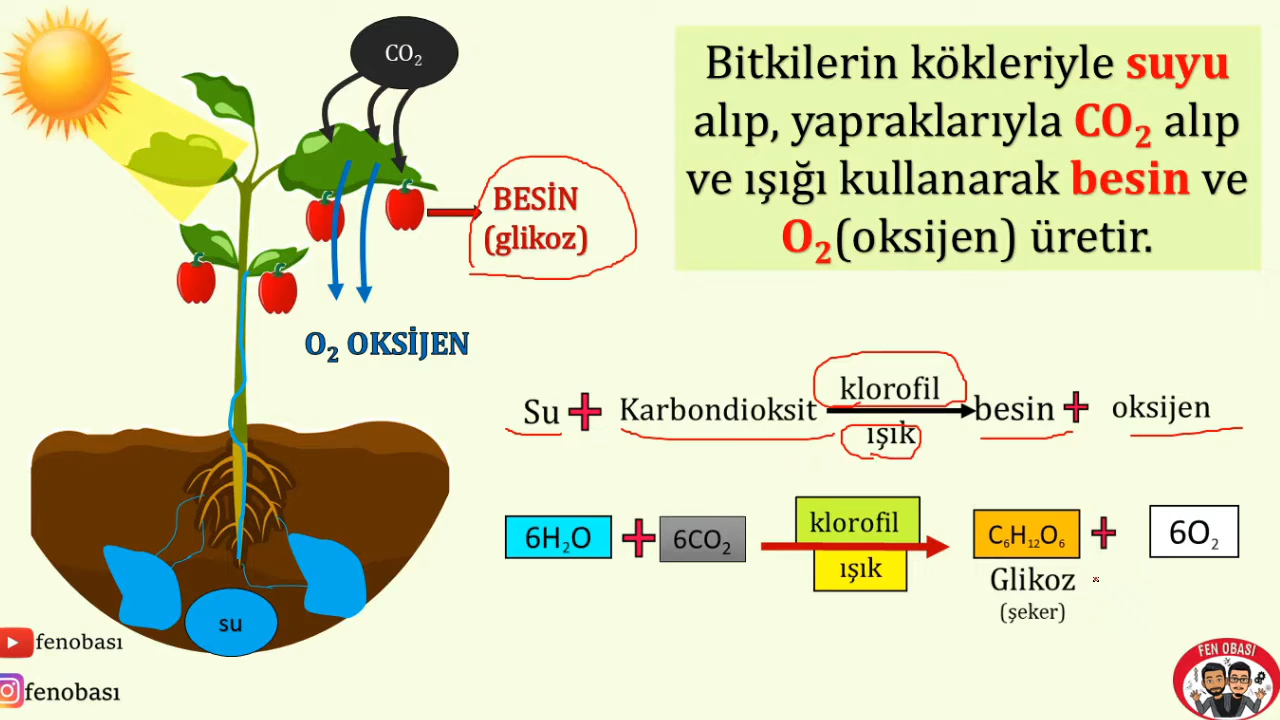 CO₂
BESİN
(glikoz)
O₂ OKSİJEN
su
fenobası
fenobası
Bitkilerin kökleriyle suyu
alıp, yapraklarıyla CO₂ alıp
ve ışığı kullanarak besin ve
O₂(oksijen) üretir.
Su + Karbondioksit klorofil besin + oksijen
ışık
6H₂O + 6CO₂ klorofil C₆H₁₂O₆ + 6O₂
ışık
Glikoz
(şeker)
FEN OBASI